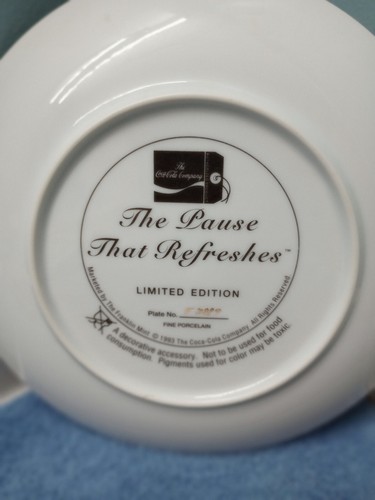 The
Coca-Cola Company
The Pause
That Refreshes™
LIMITED EDITION
Plate No.
FINE PORCELAIN
Marketed by The Franklin Mint. © 1993 The Coca-Cola Company, All Rights Reserved
A decorative accessory. Not to be used for food
consumption. Pigments used for color may be toxic.